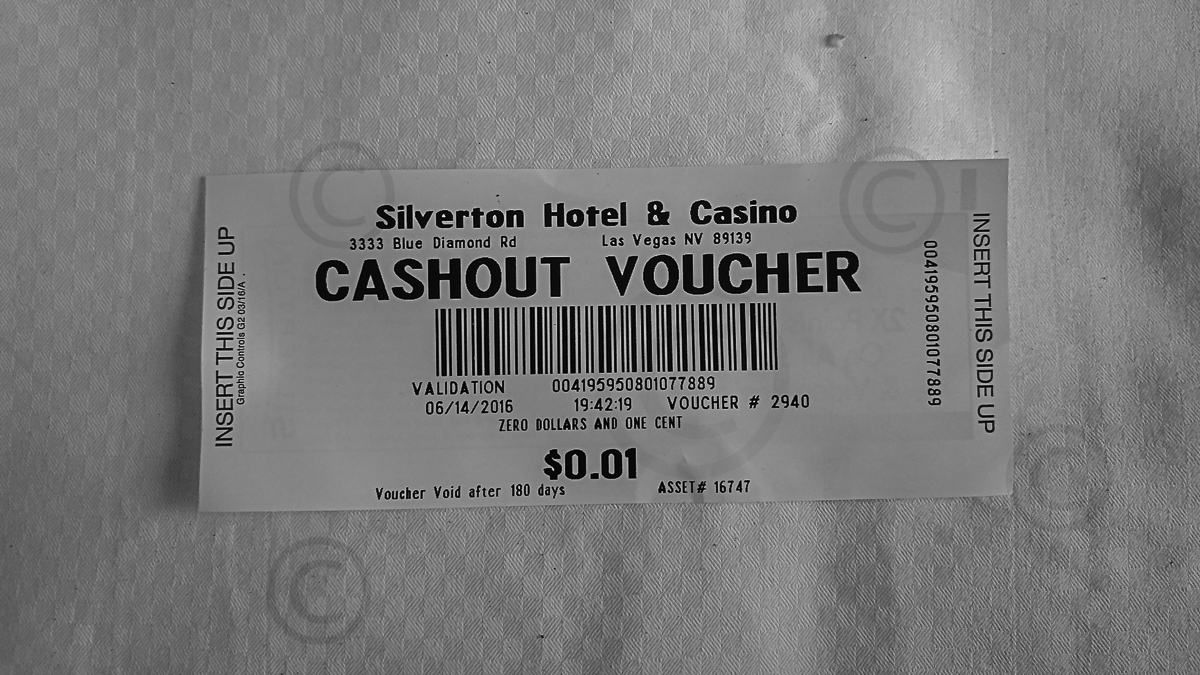 Silverton Hotel & Casino
3333 Blue Diamond Rd Las Vegas NV 89139
CASHOUT VOUCHER
VALIDATION 004195950801077889
06/14/2016 19:42:19 VOUCHER # 2940
ZERO DOLLARS AND ONE CENT
$0.01
Voucher Void after 180 days ASSET# 16747
INSERT THIS SIDE UP
Graphic Controls G2 03/16/A.
004195950801077889
INSERT THIS SIDE UP